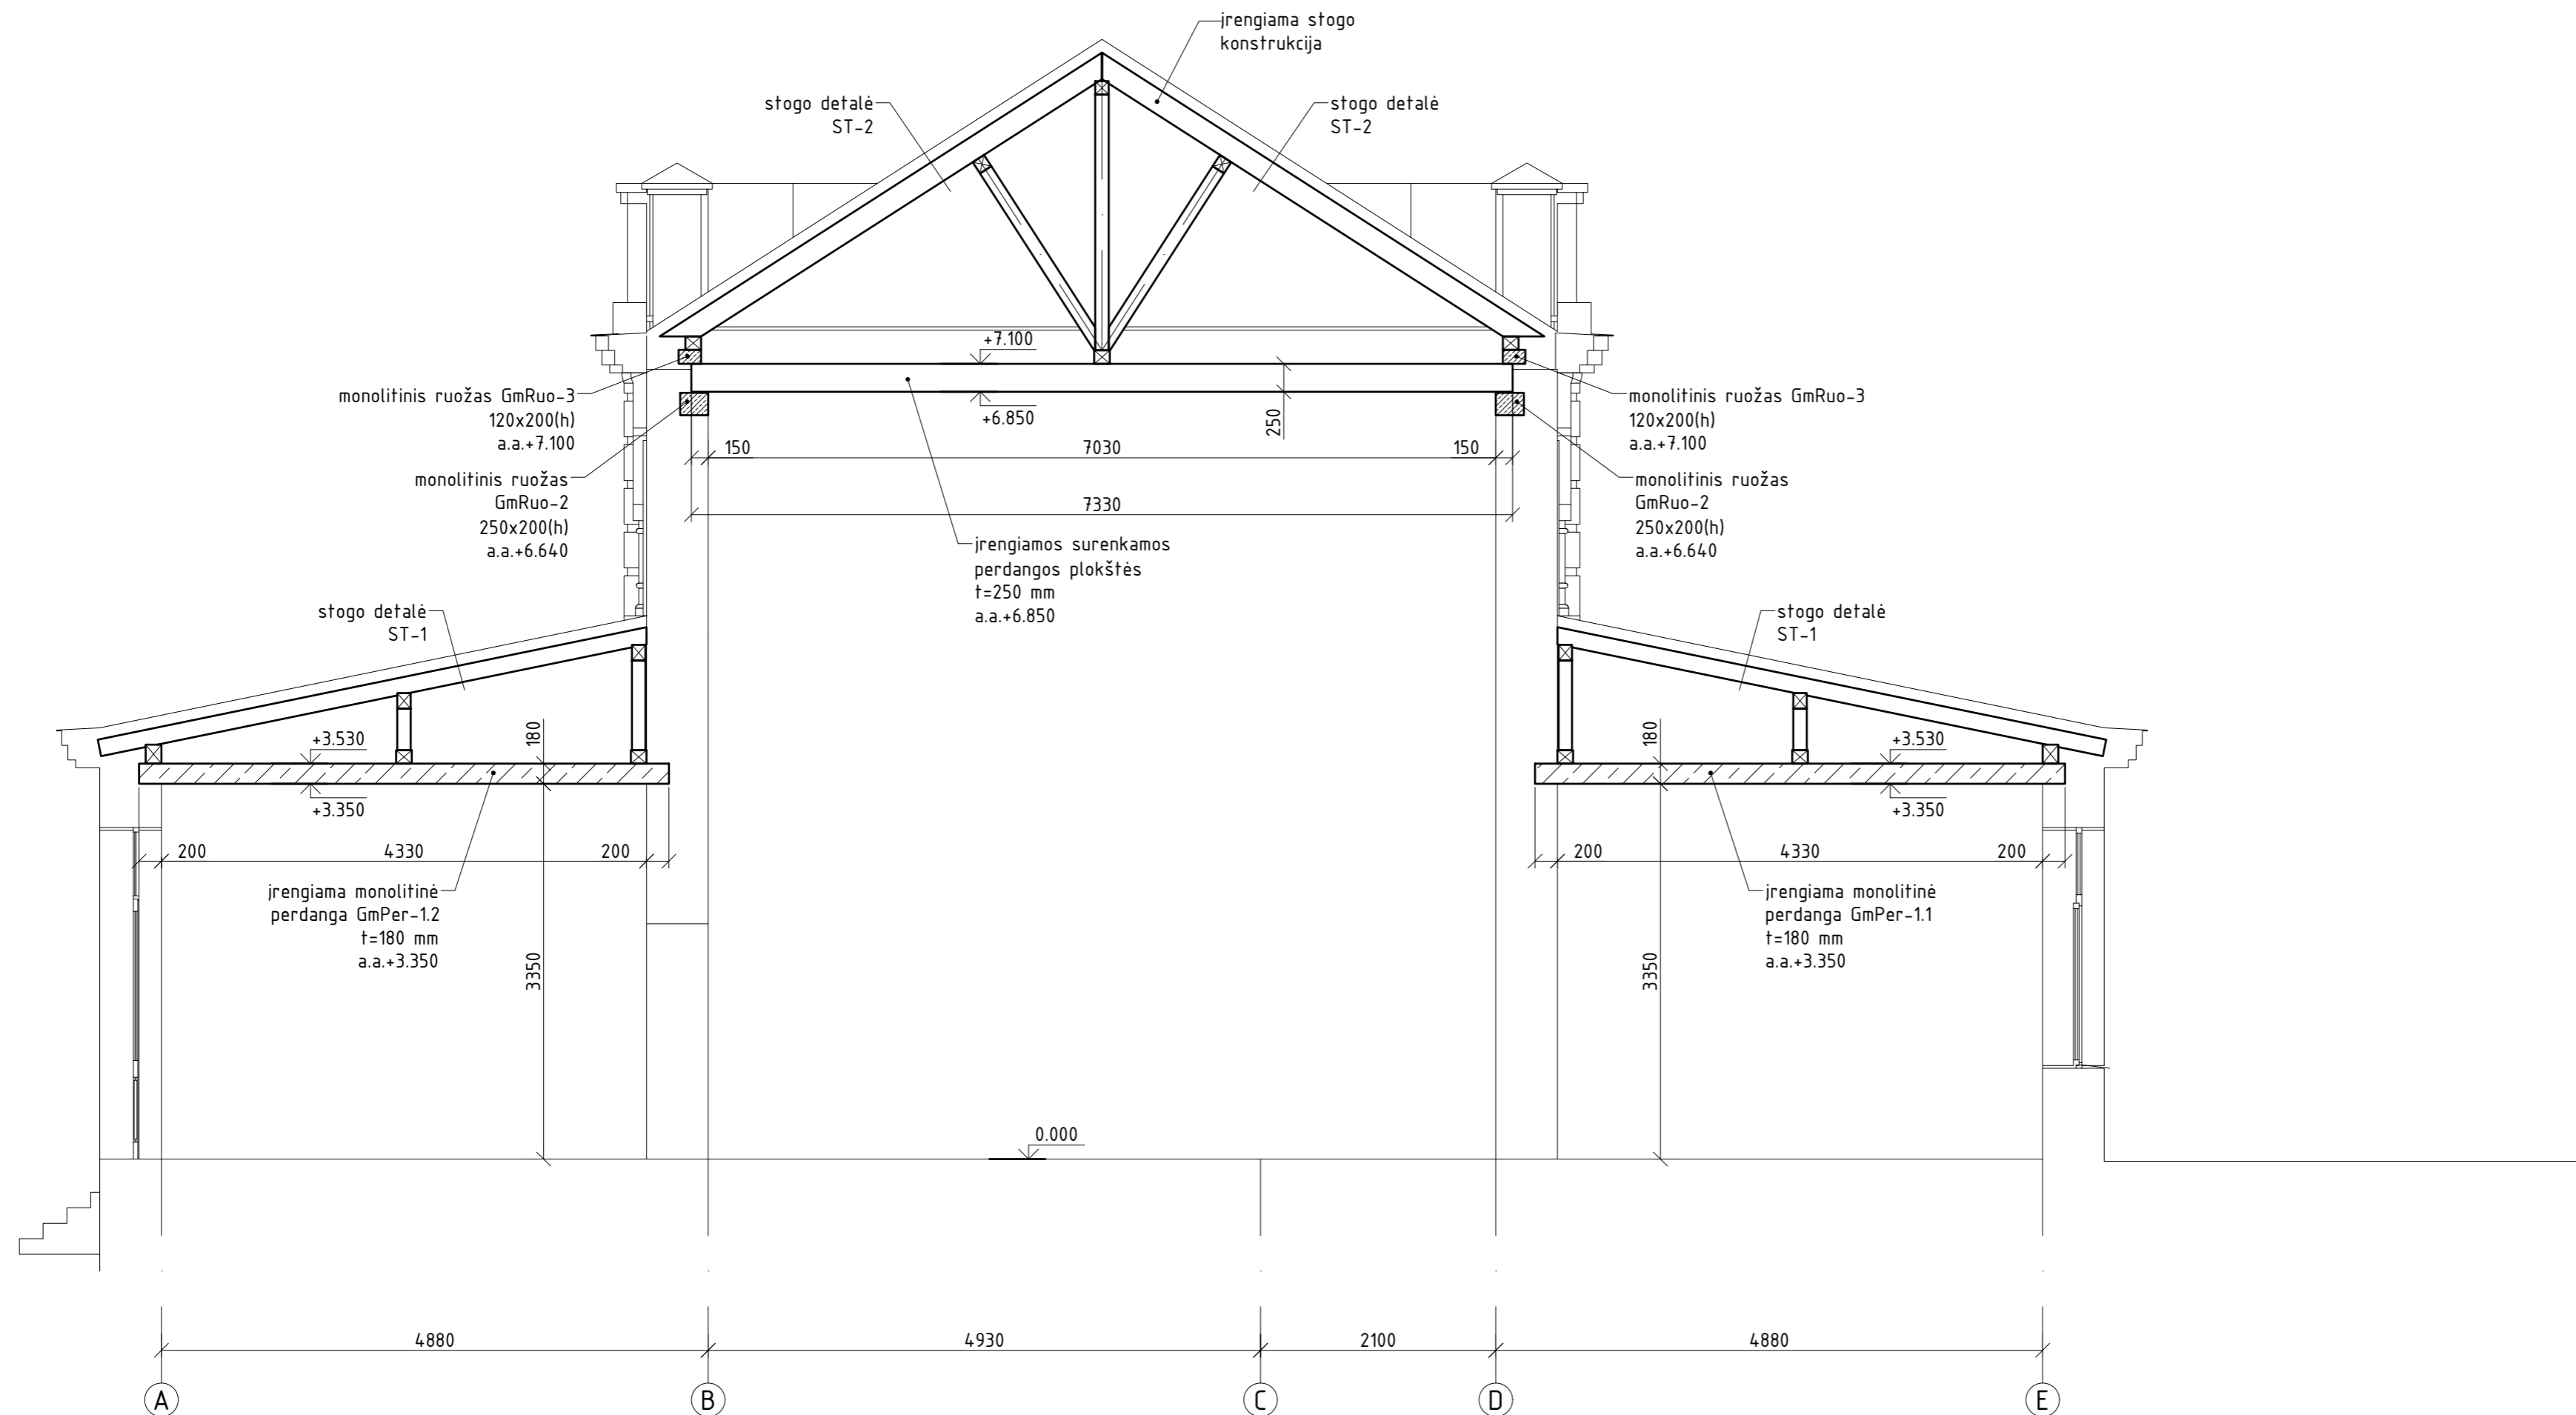 įrengiama stogo
konstrukcija
stogo detalė
ST-2
stogo detalė
ST-2
+7.100
+6.850
250
monolitinis ruožas GmRuo-3
120x200(h)
a.a.+7.100
monolitinis ruožas GmRuo-3
120x200(h)
a.a.+7.100
150
7030
150
monolitinis ruožas
GmRuo-2
250x200(h)
a.a.+6.640
monolitinis ruožas
GmRuo-2
250x200(h)
a.a.+6.640
7330
įrengiamos surenkamos
perdangos plokštės
t=250 mm
a.a.+6.850
stogo detalė
ST-1
stogo detalė
ST-1
+3.530
180
+3.350
180
+3.530
+3.350
200
4330
200
200
4330
200
įrengiama monolitinė
perdanga GmPer-1.2
t=180 mm
a.a.+3.350
3350
3350
įrengiama monolitinė
perdanga GmPer-1.1
t=180 mm
a.a.+3.350
0.000
4880
4930
2100
4880
A
B
C
D
E